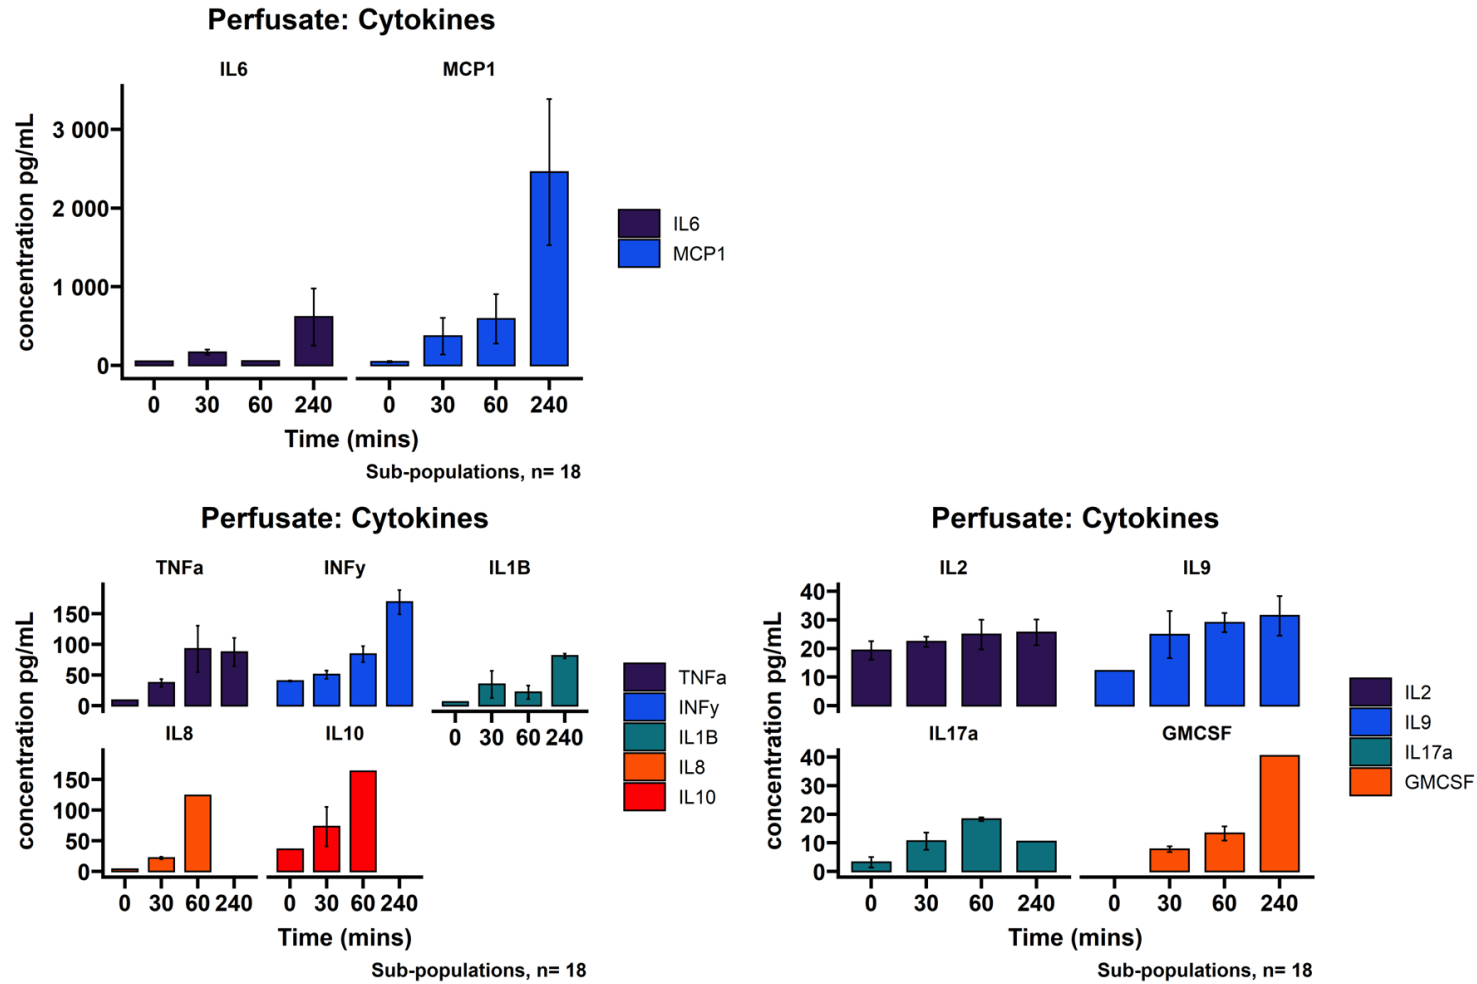 Perfusate: Cytokines
IL6 MCP1
concentration pg/mL
3 000
2 000
1 000
0
0 30 60 240 0 30 60 240
Time (mins)
Sub-populations, n= 18
IL6
MCP1
Perfusate: Cytokines
TNFa INFy IL1B
concentration pg/mL
150
100
50
0
0 30 60 240
IL8 IL10
concentration pg/mL
150
100
50
0
0 30 60 240 0 30 60 240
Time (mins)
Sub-populations, n= 18
TNFa
INFy
IL1B
IL8
IL10
Perfusate: Cytokines
IL2 IL9
concentration pg/mL
40
30
20
10
0
IL17a GMCSF
40
30
20
10
0
0 30 60 240 0 30 60 240
Time (mins)
Sub-populations, n= 18
IL2
IL9
IL17a
GMCSF